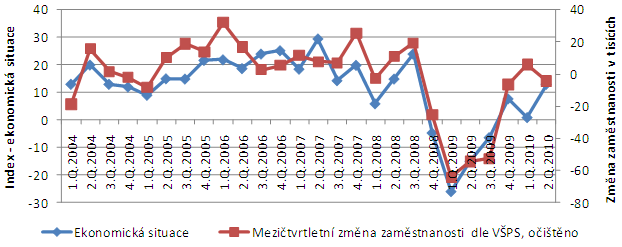 40
30
20
10
0
-10
-20
-30
Index - ekonomická situace
40
20
0
-20
-40
-60
-80
Změna zaměstnanosti v tisících
1.Q.2004
2.Q.2004
3.Q.2004
4.Q.2004
1.Q.2005
2.Q.2005
3.Q.2005
4.Q.2005
1.Q.2006
2.Q.2006
3.Q.2006
4.Q.2006
1.Q.2007
2.Q.2007
3.Q.2007
4.Q.2007
1.Q.2008
2.Q.2008
3.Q.2008
4.Q.2008
1.Q.2009
2.Q.2009
3.Q.2009
4.Q.2009
1.Q.2010
2.Q.2010
Ekonomická situace
Mezičtvrtletní změna zaměstnanosti dle VŠPS, očištěno